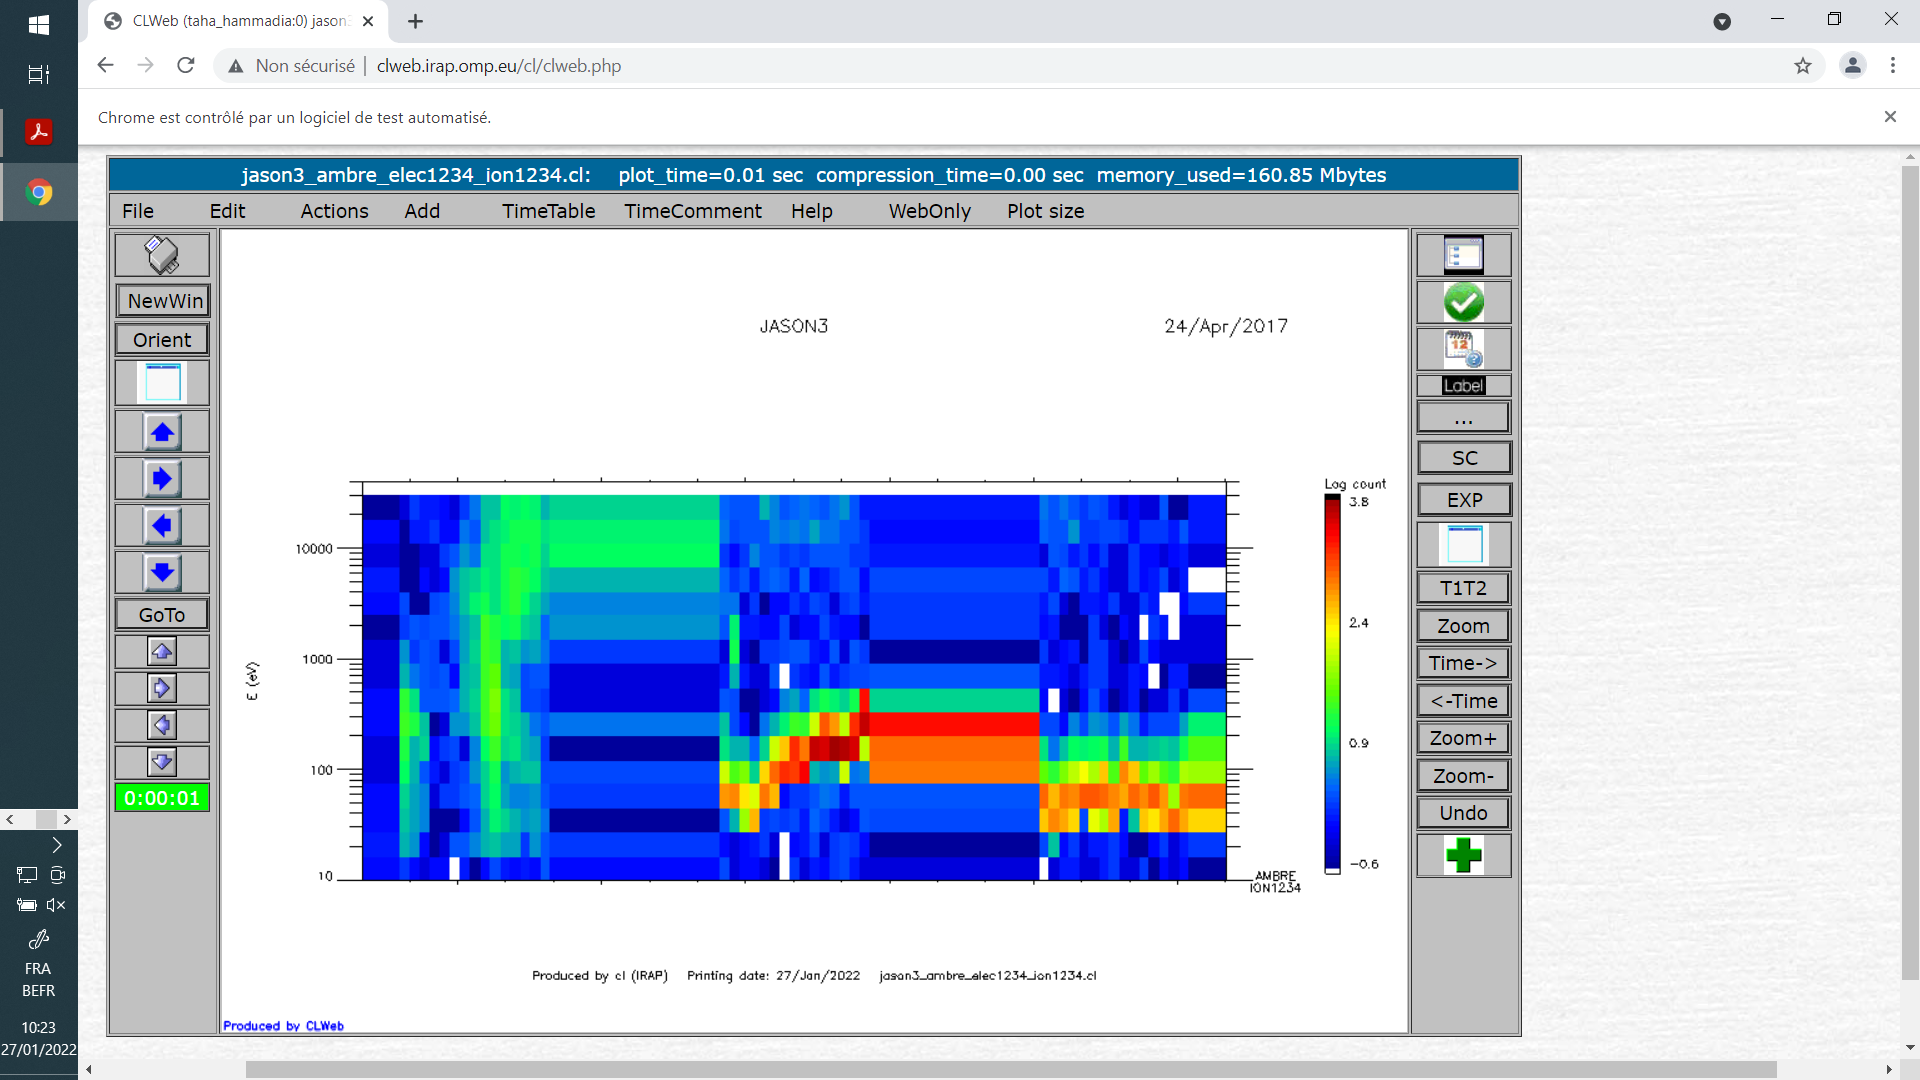 CLWeb (taha_hammadia:0) jason3
Non sécurisé | clweb.irap.omp.eu/cl/clweb.php
Chrome est contrôlé par un logiciel de test automatisé.
jason3_ambre_elec1234_ion1234.cl: plot_time=0.01 sec compression_time=0.00 sec memory_used=160.85 Mbytes
File Edit Actions Add TimeTable TimeComment Help WebOnly Plot size
NewWin
Orient
GoTo
0:00:01
JASON3 24/Apr/2017
Log count
3.8
2.4
0.9
-0.6
10000
1000
100
10
E (eV)
AMBRE
ION1234
Produced by cl (IRAP) Printing date: 27/Jan/2022 jason3_ambre_elec1234_ion1234.cl
Produced by CLWeb
12
Label
...
SC
EXP
T1T2
Zoom
Time->
<-Time
Zoom+
Zoom-
Undo
FRA
BEFR
10:23
27/01/2022